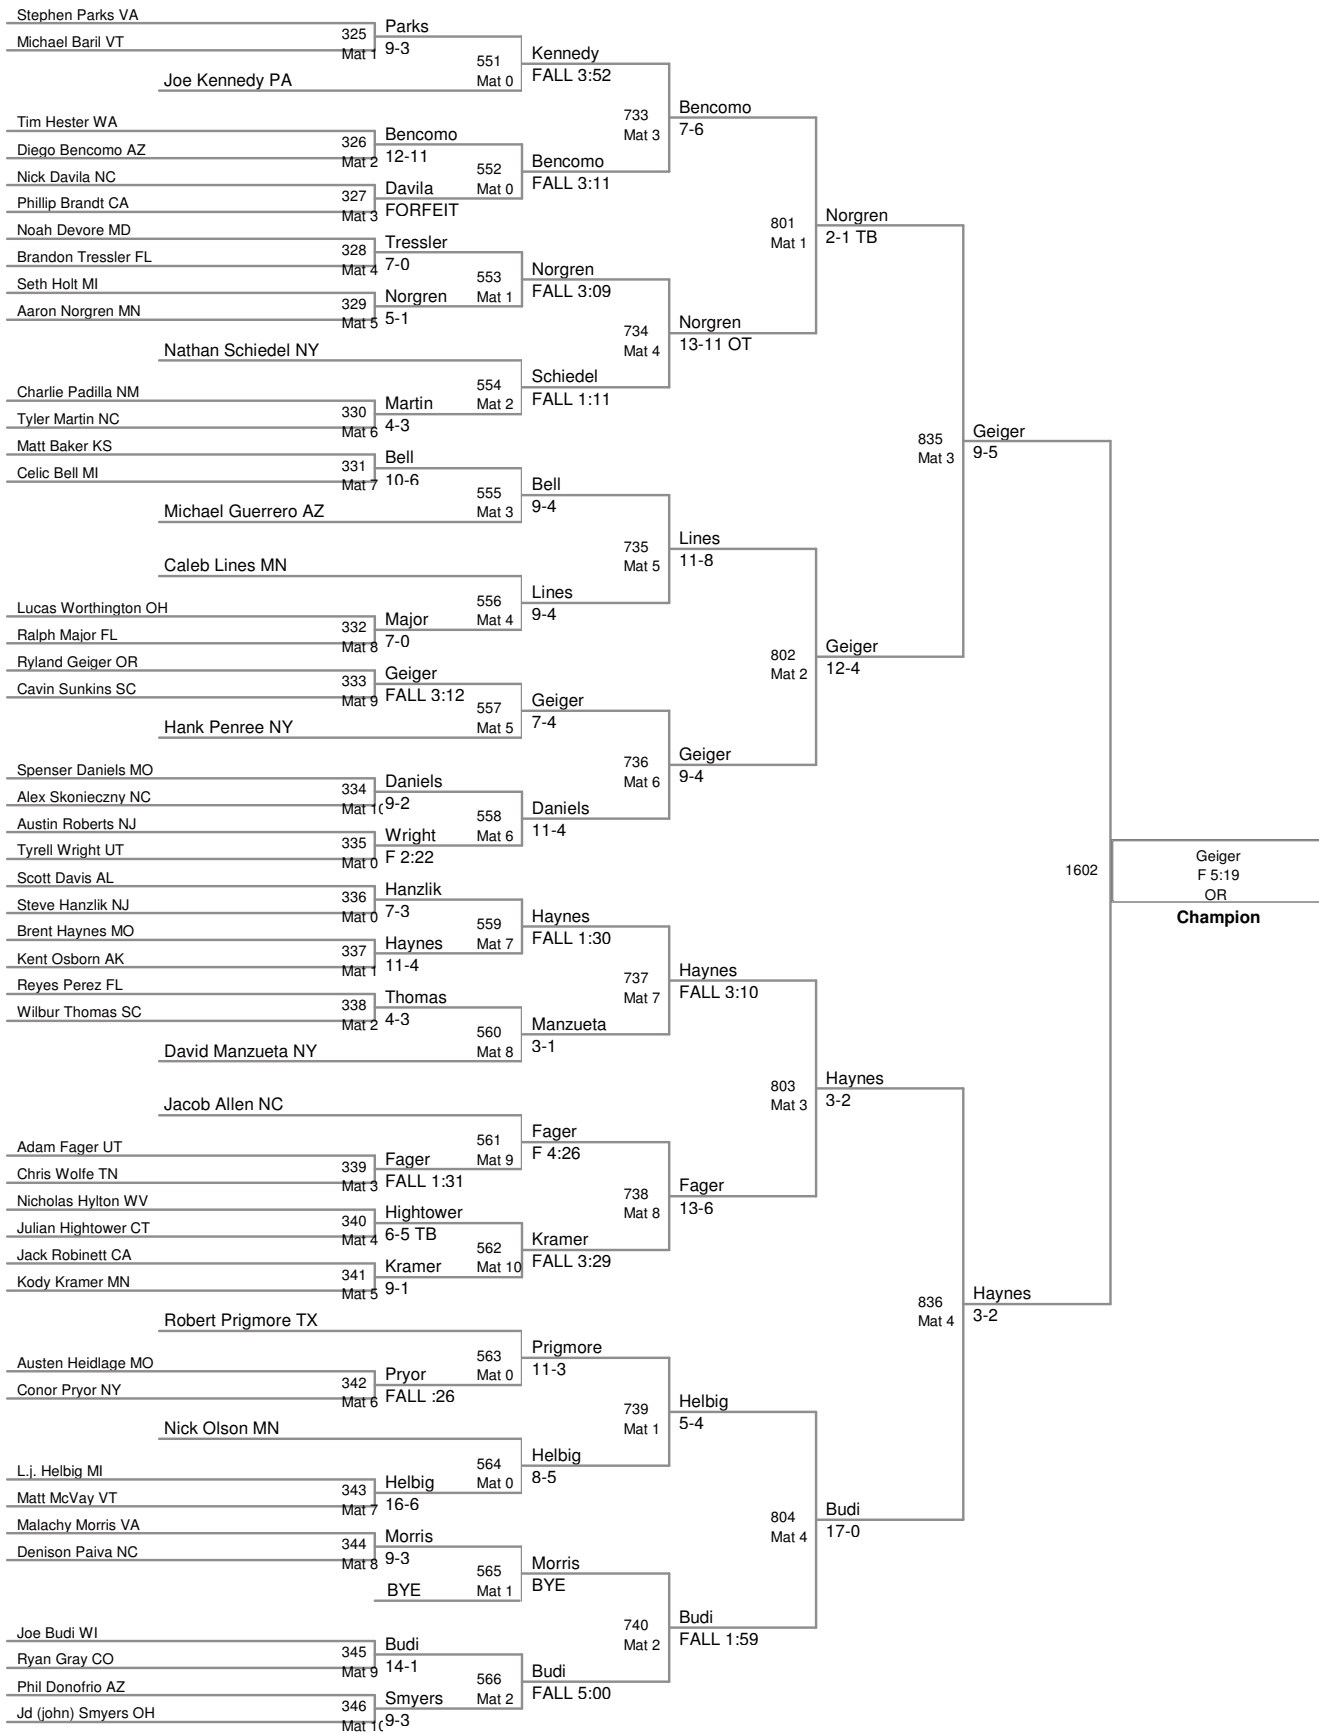 Stephen Parks VA
Michael Baril VT
325
Mat 1
Parks
9-3
Joe Kennedy PA
551
Mat 0
Kennedy
FALL 3:52
Tim Hester WA
Diego Bencomo AZ
326
Mat 2
Bencomo
12-11
Nick Davila NC
Phillip Brandt CA
327
Mat 3
Davila
FORFEIT
552
Mat 0
Bencomo
FALL 3:11
733
Mat 3
Bencomo
7-6
Noah Devore MD
Brandon Tressler FL
328
Mat 4
Tressler
7-0
Seth Holt MI
Aaron Norgren MN
329
Mat 5
Norgren
5-1
553
Mat 1
Norgren
FALL 3:09
Nathan Schiedel NY
Charlie Padilla NM
Tyler Martin NC
330
Mat 6
Martin
4-3
554
Mat 2
Schiedel
FALL 1:11
734
Mat 4
Norgren
13-11 OT
801
Mat 1
Norgren
2-1 TB
Matt Baker KS
Celic Bell MI
331
Mat 7
Bell
10-6
Michael Guerrero AZ
555
Mat 3
Bell
9-4
Caleb Lines MN
Lucas Worthington OH
Ralph Major FL
332
Mat 8
Major
7-0
556
Mat 4
Lines
9-4
735
Mat 5
Lines
11-8
Ryland Geiger OR
Cavin Sunkins SC
333
Mat 9
Geiger
FALL 3:12
Hank Penree NY
557
Mat 5
Geiger
7-4
Spenser Daniels MO
Alex Skonieczny NC
334
Mat 10
Daniels
9-2
Austin Roberts NJ
Tyrell Wright UT
335
Mat 0
Wright
F 2:22
558
Mat 6
Daniels
11-4
736
Mat 6
Geiger
9-4
802
Mat 2
Geiger
12-4
835
Mat 3
Geiger
9-5
Scott Davis AL
Steve Hanzlik NJ
336
Mat 0
Hanzlik
7-3
Brent Haynes MO
Kent Osborn AK
337
Mat 1
Haynes
11-4
559
Mat 7
Haynes
FALL 1:30
Reyes Perez FL
Wilbur Thomas SC
338
Mat 2
Thomas
4-3
David Manzueta NY
560
Mat 8
Manzueta
3-1
737
Mat 7
Haynes
FALL 3:10
Jacob Allen NC
Adam Fager UT
Chris Wolfe TN
339
Mat 3
Fager
FALL 1:31
561
Mat 9
Fager
F 4:26
Nicholas Hylton WV
Julian Hightower CT
340
Mat 4
Hightower
6-5 TB
Jack Robinett CA
Kody Kramer MN
341
Mat 5
Kramer
9-1
562
Mat 10
Kramer
FALL 3:29
738
Mat 8
Fager
13-6
803
Mat 3
Haynes
3-2
Robert Prigmore TX
Austen Heidlage MO
Conor Pryor NY
342
Mat 6
Pryor
FALL :26
563
Mat 0
Prigmore
11-3
Nick Olson MN
L.j. Helbig MI
Matt McVay VT
343
Mat 7
Helbig
16-6
564
Mat 0
Helbig
8-5
739
Mat 1
Helbig
5-4
Malachy Morris VA
Denison Paiva NC
344
Mat 8
Morris
9-3
BYE
565
Mat 1
Morris
BYE
Joe Budi WI
Ryan Gray CO
345
Mat 9
Budi
14-1
Phil Donofrio AZ
Jd (john) Smyers OH
346
Mat 10
Smyers
9-3
566
Mat 2
Budi
FALL 5:00
740
Mat 2
Budi
FALL 1:59
804
Mat 4
Budi
17-0
836
Mat 4
Haynes
3-2
1602
Geiger
F 5:19
OR
Champion